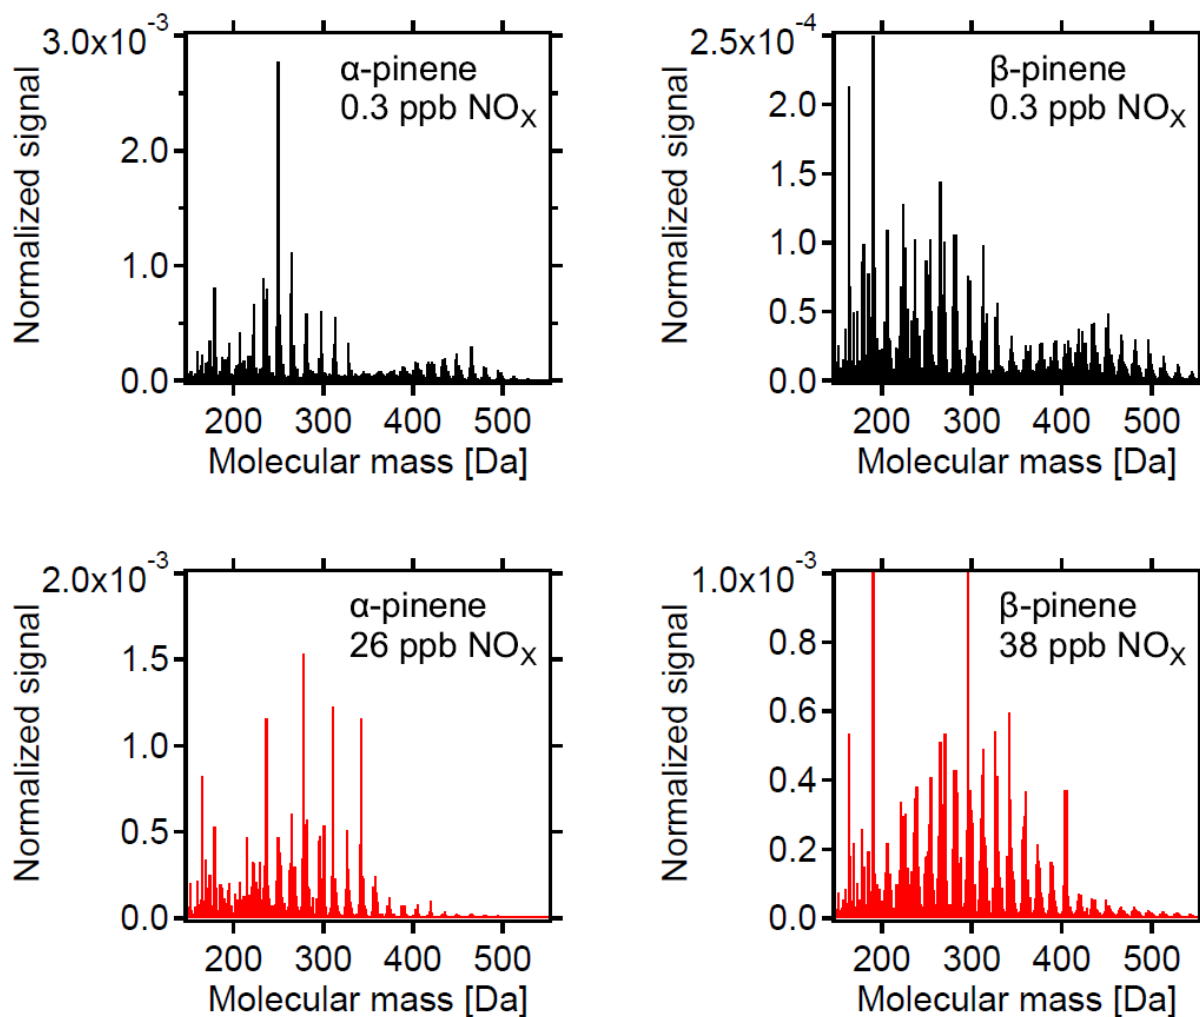 3.0x10⁻³
2.0
1.0
0.0
Normalized signal
α-pinene
0.3 ppb NOₓ
200 300 400 500
Molecular mass [Da]
2.5x10⁻⁴
2.0
1.5
1.0
0.5
0.0
Normalized signal
β-pinene
0.3 ppb NOₓ
200 300 400 500
Molecular mass [Da]
2.0x10⁻³
1.5
1.0
0.5
0.0
Normalized signal
α-pinene
26 ppb NOₓ
200 300 400 500
Molecular mass [Da]
1.0x10⁻³
0.8
0.6
0.4
0.2
0.0
Normalized signal
β-pinene
38 ppb NOₓ
200 300 400 500
Molecular mass [Da]